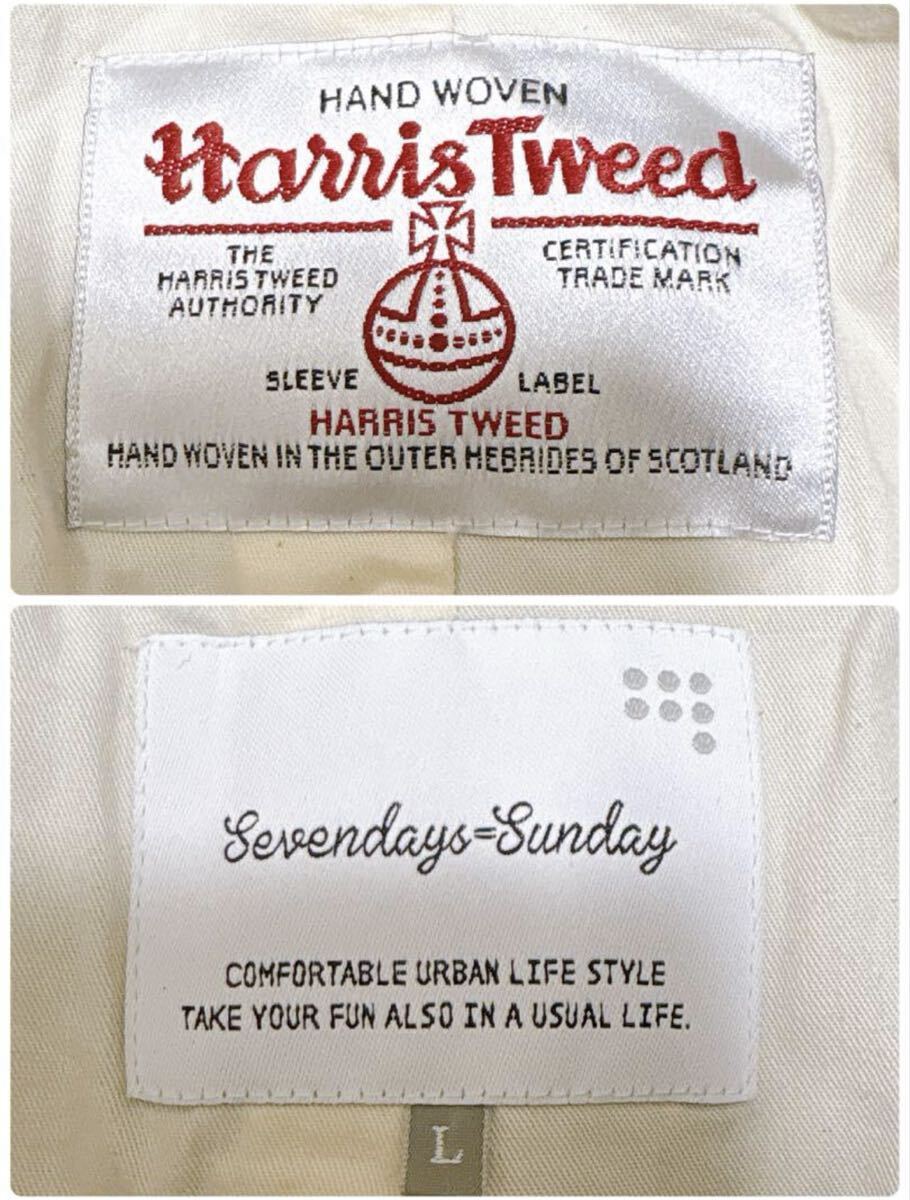 HAND WOVEN
Harris Tweed
THE
HARRIS TWEED
AUTHORITY
CERTIFICATION
TRADE MARK
SLEEVE LABEL
HARRIS TWEED
HAND WOVEN IN THE OUTER HEBRIDES OF SCOTLAND
Sevendays=Sunday
COMFORTABLE URBAN LIFE STYLE
TAKE YOUR FUN ALSO IN A USUAL LIFE.
L